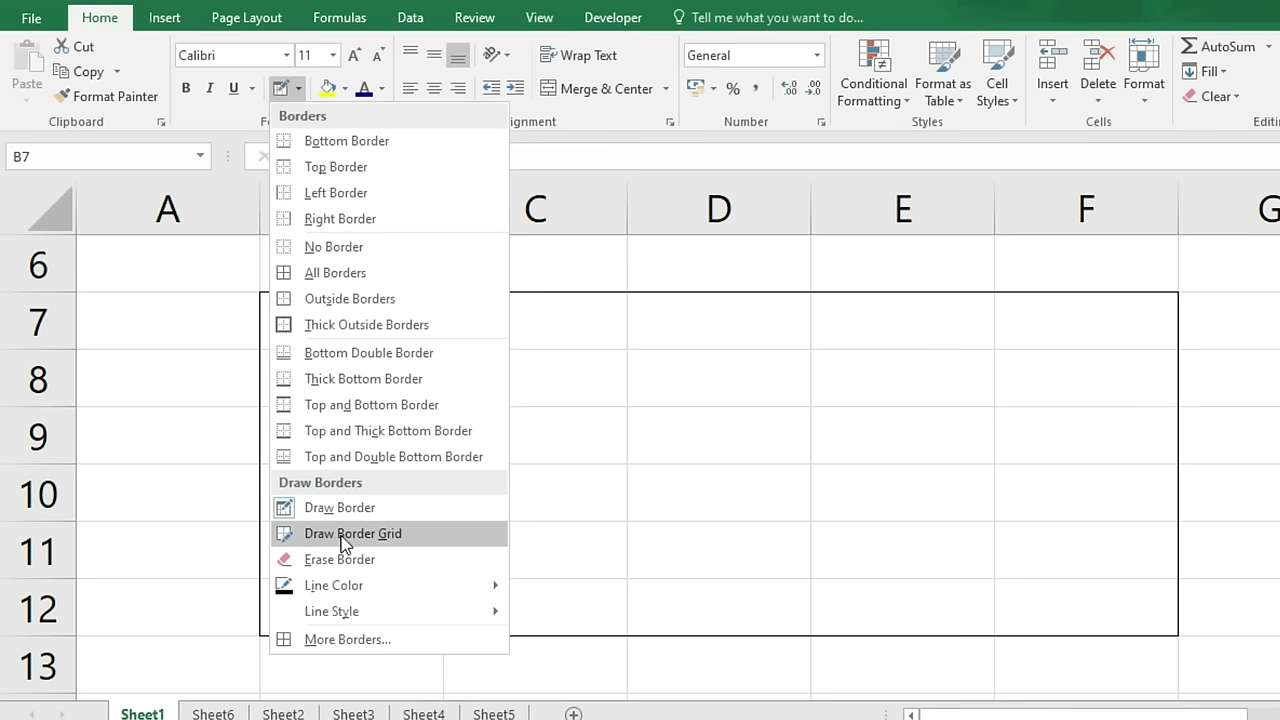 File Home Insert Page Layout Formulas Data Review View Developer Tell me what you want to do...
Paste
Cut
Copy
Format Painter
Clipboard
Calibri 11
B I U
Wrap Text
Merge & Center
General
% 
Number
Conditional Formatting
Format as Table
Cell Styles
Styles
Insert Delete Format
Cells
AutoSum
Fill
Clear
B7
Borders
Bottom Border
Top Border
Left Border
Right Border
No Border
All Borders
Outside Borders
Thick Outside Borders
Bottom Double Border
Thick Bottom Border
Top and Bottom Border
Top and Thick Bottom Border
Top and Double Bottom Border
Draw Borders
Draw Border
Draw Border Grid
Erase Border
Line Color
Line Style
More Borders...
A C D E F G
6
7
8
9
10
11
12
13
Sheet1 Sheet6 Sheet2 Sheet3 Sheet4 Sheet5